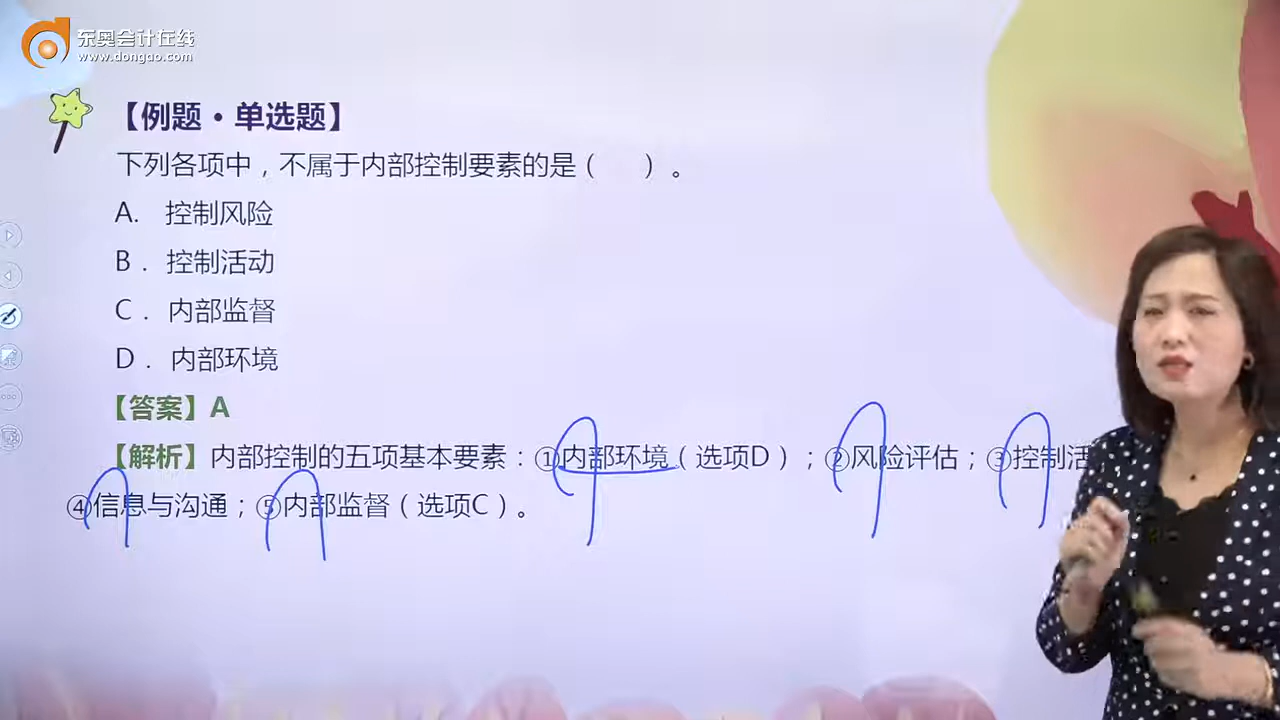 东奥会计在线
www.dongao.com
【例题·单选题】
下列各项中，不属于内部控制要素的是（　　）。
A. 控制风险
B. 控制活动
C. 内部监督
D. 内部环境
【答案】A
【解析】内部控制的五项基本要素：①内部环境（选项D）；②风险评估；③控制活
④信息与沟通；⑤内部监督（选项C）。